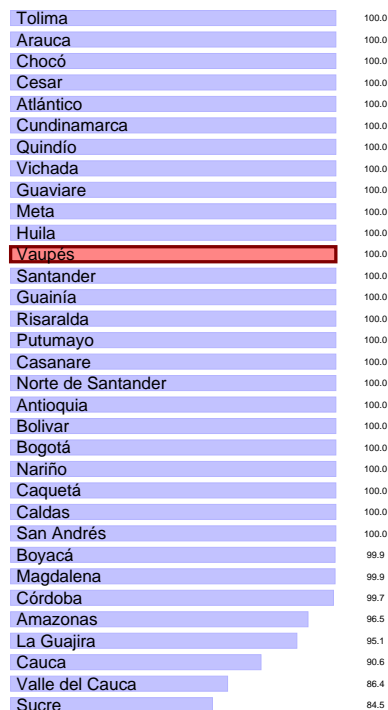 Tolima 100.0
Arauca 100.0
Chocó 100.0
Cesar 100.0
Atlántico 100.0
Cundinamarca 100.0
Quindío 100.0
Vichada 100.0
Guaviare 100.0
Meta 100.0
Huila 100.0
Vaupés 100.0
Santander 100.0
Guainía 100.0
Risaralda 100.0
Putumayo 100.0
Casanare 100.0
Norte de Santander 100.0
Antioquia 100.0
Bolivar 100.0
Bogotá 100.0
Nariño 100.0
Caquetá 100.0
Caldas 100.0
San Andrés 100.0
Boyacá 99.9
Magdalena 99.9
Córdoba 99.7
Amazonas 96.5
La Guajira 95.1
Cauca 90.6
Valle del Cauca 86.4
Sucre 84.5